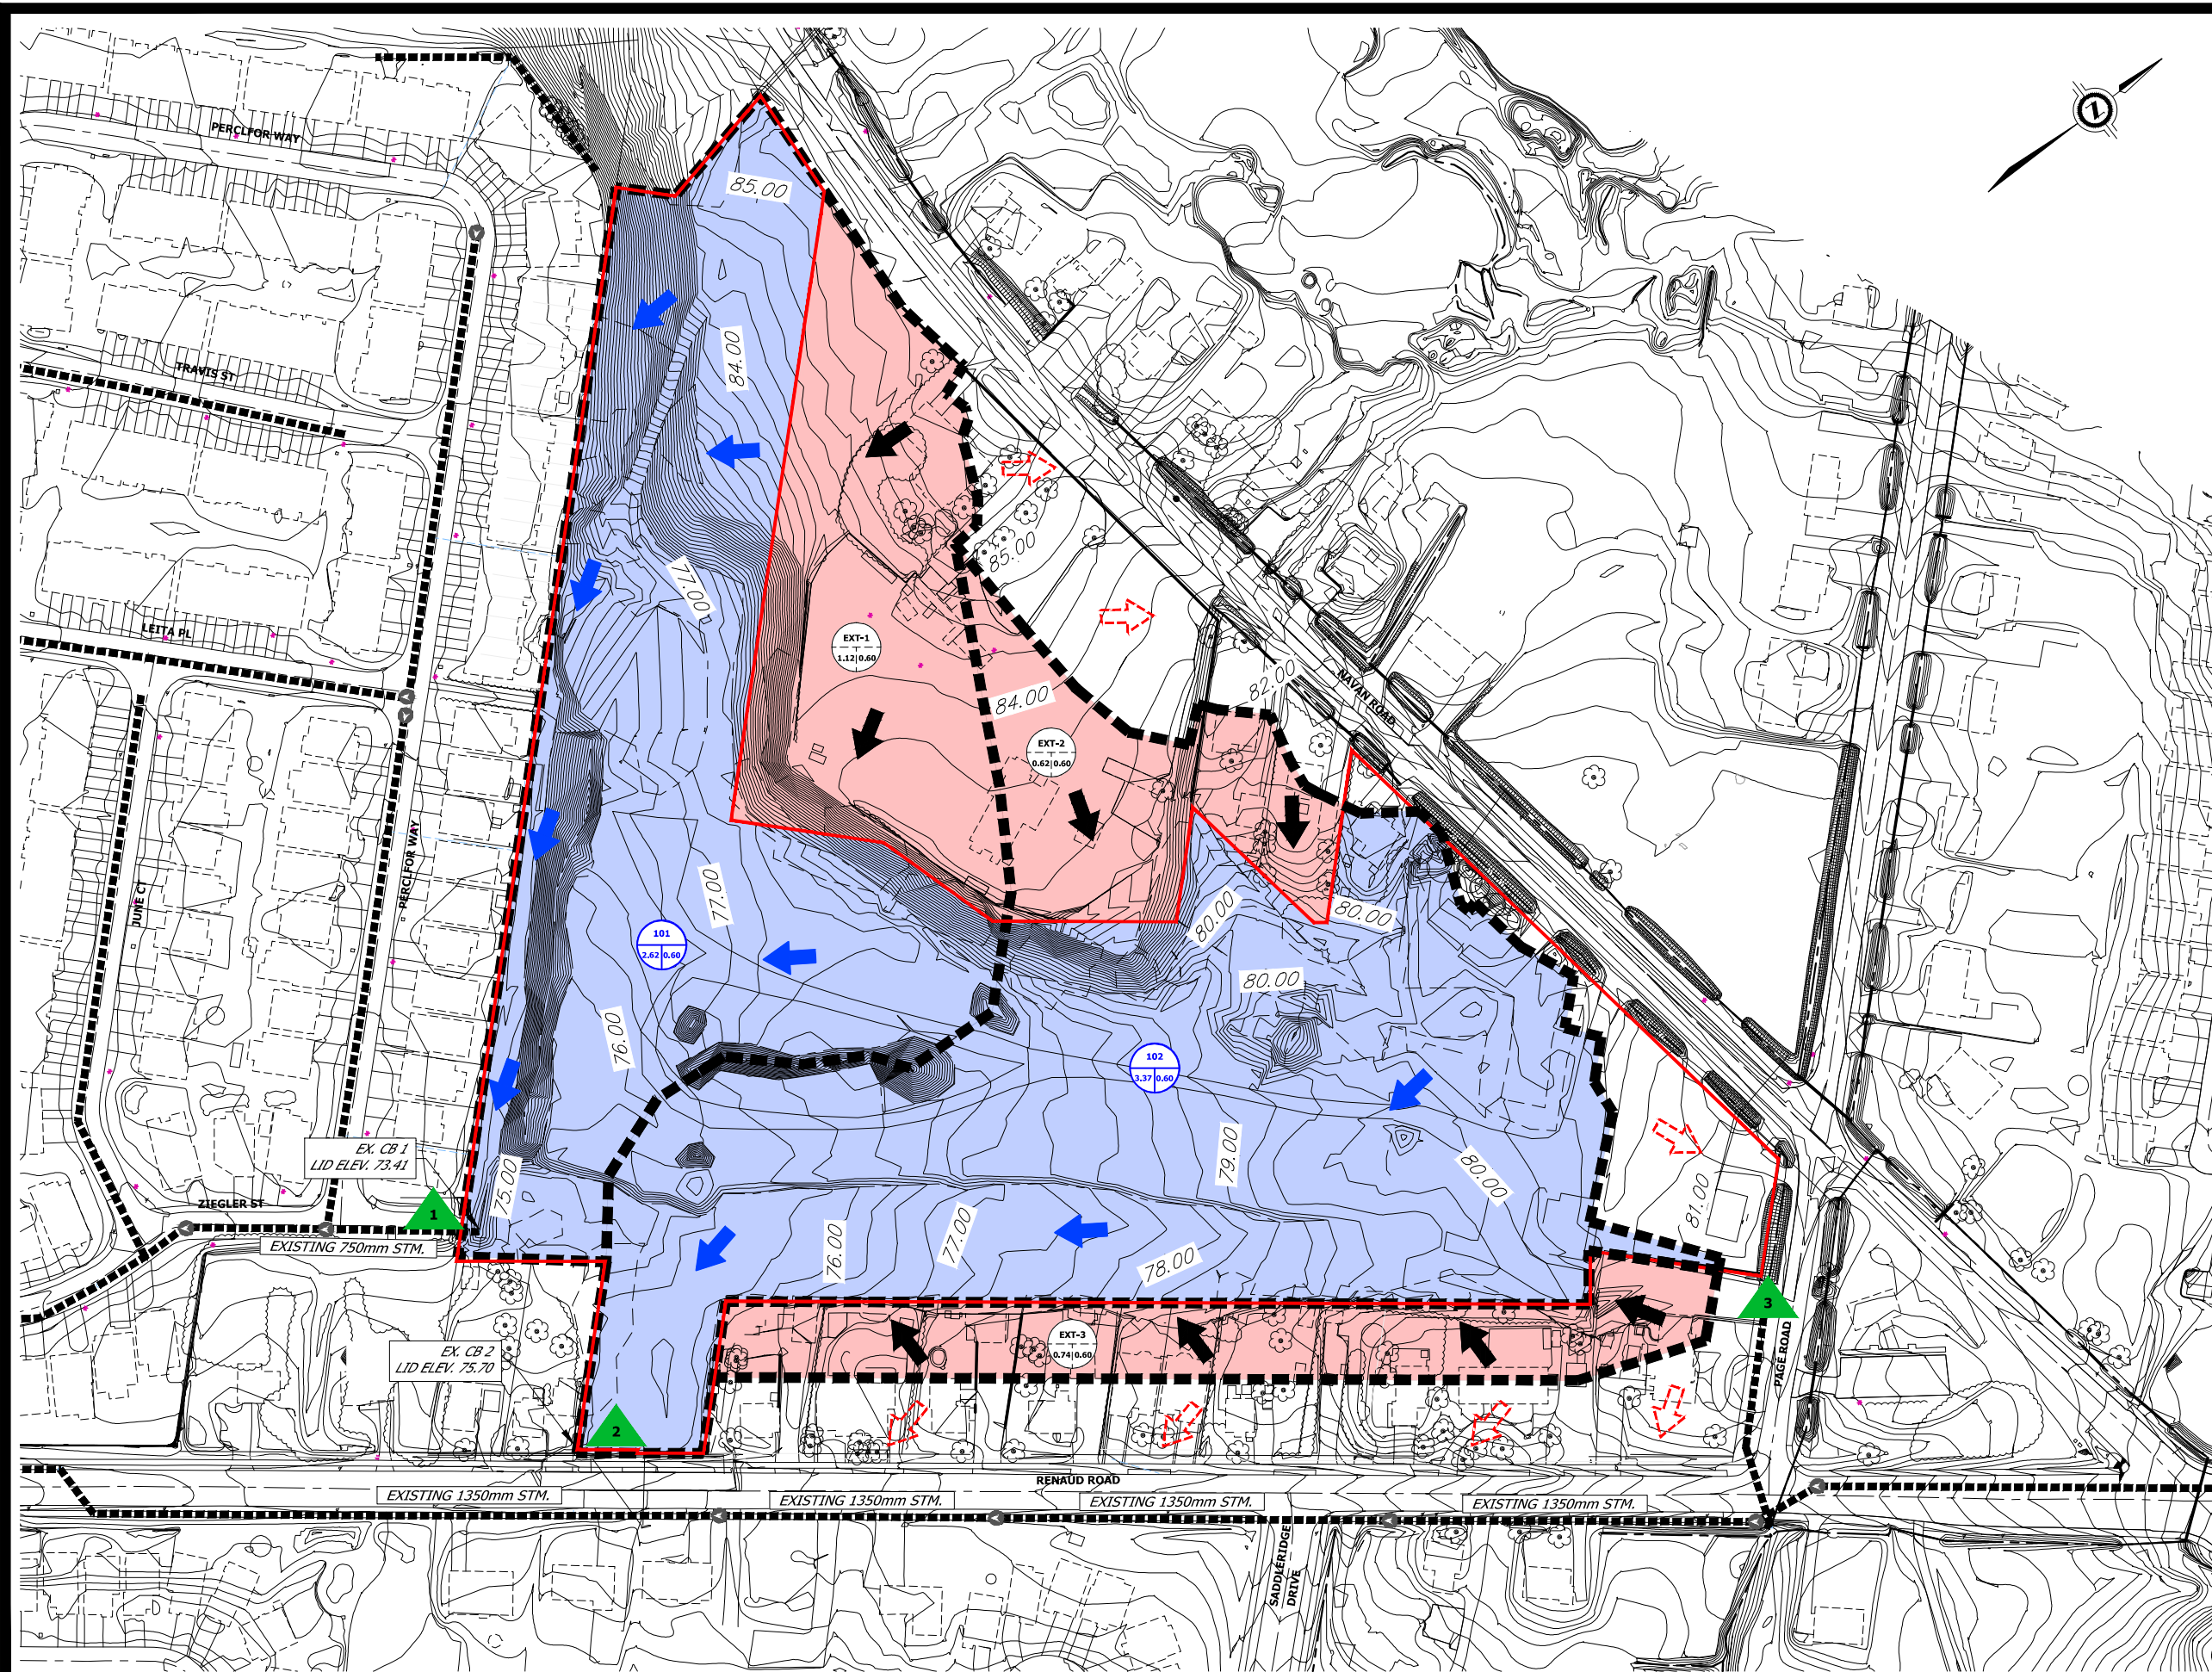 PERCLFOR WAY
85.00
84.00
TRAVIS ST
77.00
85.00
LEITA PL
EXT-1
1.12|0.60
84.00
82.00
NAVAN ROAD
EXT-2
0.62|0.60
PERCLFOR WAY
JUNE CT
77.00
80.00
80.00
101
2.62|0.60
80.00
76.00
102
3.37|0.60
EX. CB 1
LID ELEV. 73.41
79.00
80.00
75.00
81.00
1
ZIEGLER ST
EXISTING 750mm STM.
76.00
77.00
78.00
3
EX. CB 2
LID ELEV. 75.70
EXT-3
0.74|0.60
PAGE ROAD
2
RENAUD ROAD
EXISTING 1350mm STM.
EXISTING 1350mm STM.
EXISTING 1350mm STM.
EXISTING 1350mm STM.
SADDLERIDGE
DRIVE
Z